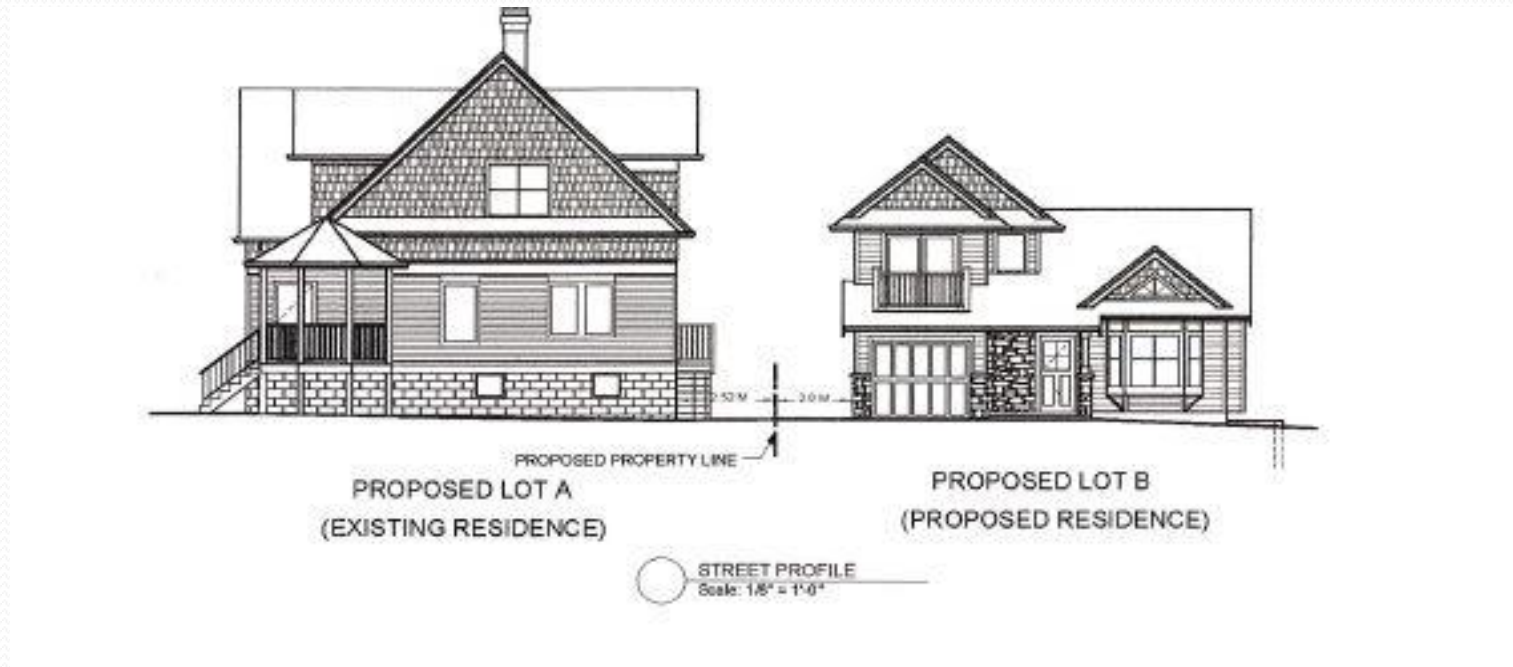 2.52 M
2.0 M
PROPOSED PROPERTY LINE
PROPOSED LOT A
(EXISTING RESIDENCE)
PROPOSED LOT B
(PROPOSED RESIDENCE)
STREET PROFILE
Scale: 1/8" = 1'-0"